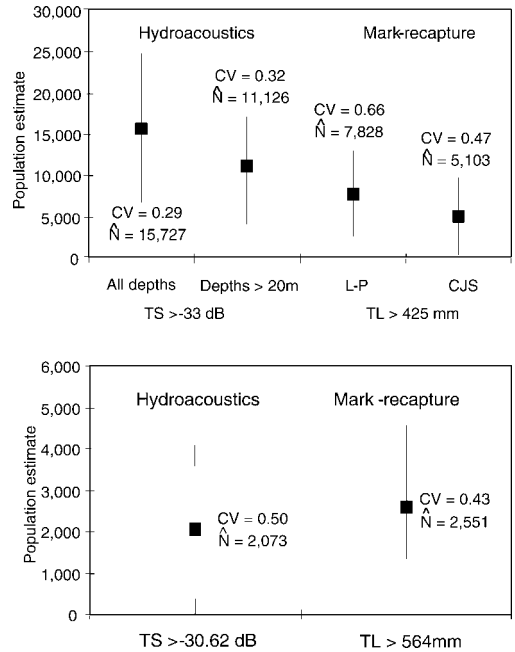 30,000
25,000
20,000
15,000
10,000
5,000
0
Population estimate
Hydroacoustics
Mark-recapture
CV = 0.32
N̂ = 11,126
CV = 0.66
N̂ = 7,828
CV = 0.47
N̂ = 5,103
CV = 0.29
N̂ = 15,727
All depths
Depths > 20m
L-P
CJS
TS >-33 dB
TL > 425 mm
6,000
5,000
4,000
3,000
2,000
1,000
0
Population estimate
Hydroacoustics
Mark -recapture
CV = 0.50
N̂ = 2,073
CV = 0.43
N̂ = 2,551
TS >-30.62 dB
TL > 564mm